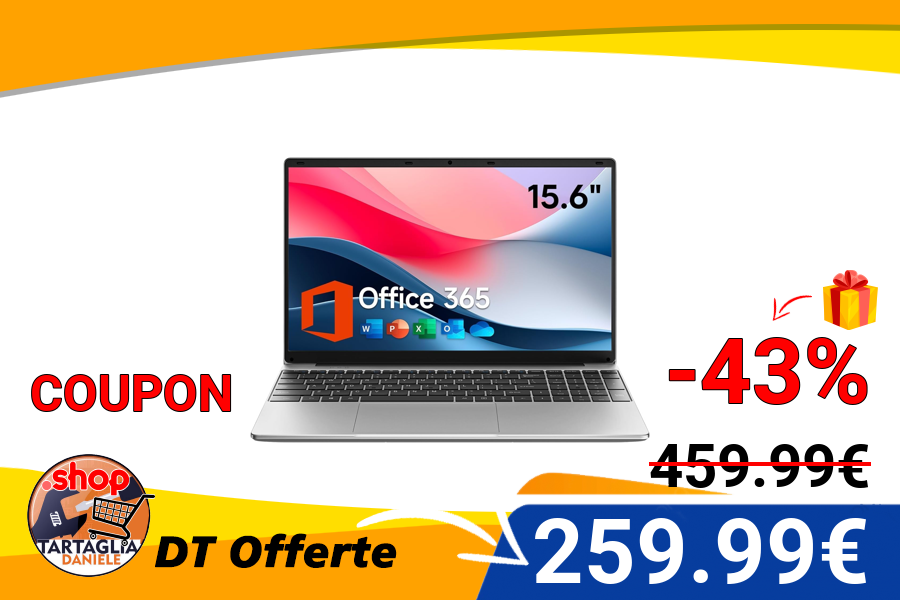 15.6"
Office 365
W P X O
-43%
COUPON
459.99€
.shop
TARTAGLIA
DANIELE
DT Offerte
259.99€